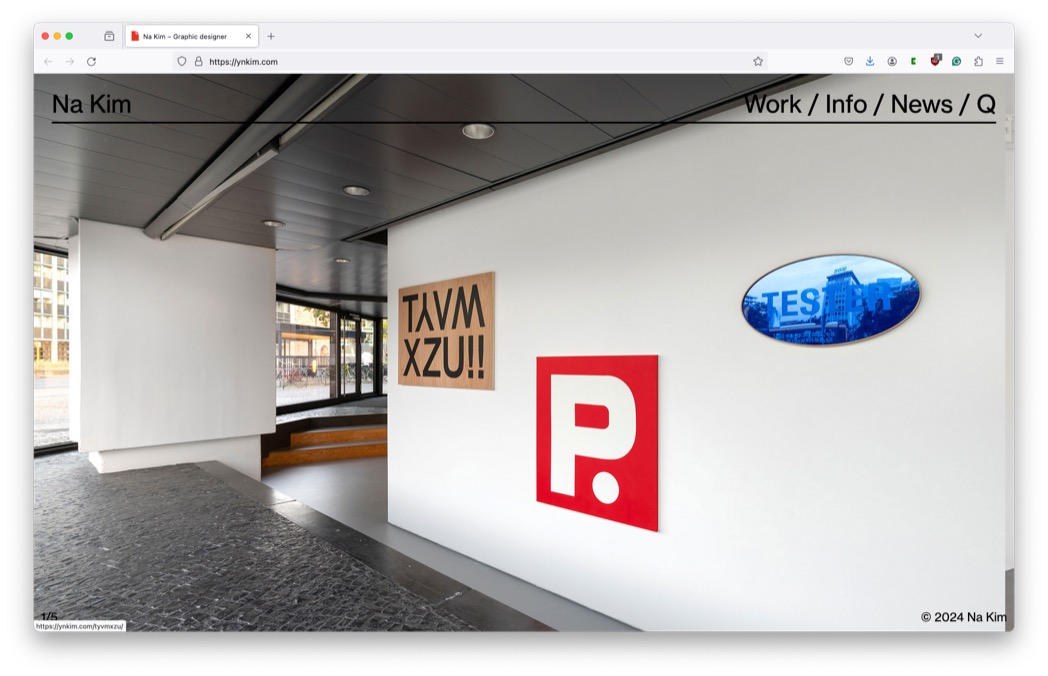 Na Kim – Graphic designer
https://ynkim.com
Na Kim
Work / Info / News / Q
TYVM
XZU!!
P.
TESTER
1/5
© 2024 Na Kim
https://ynkim.com/tyvmxzu/